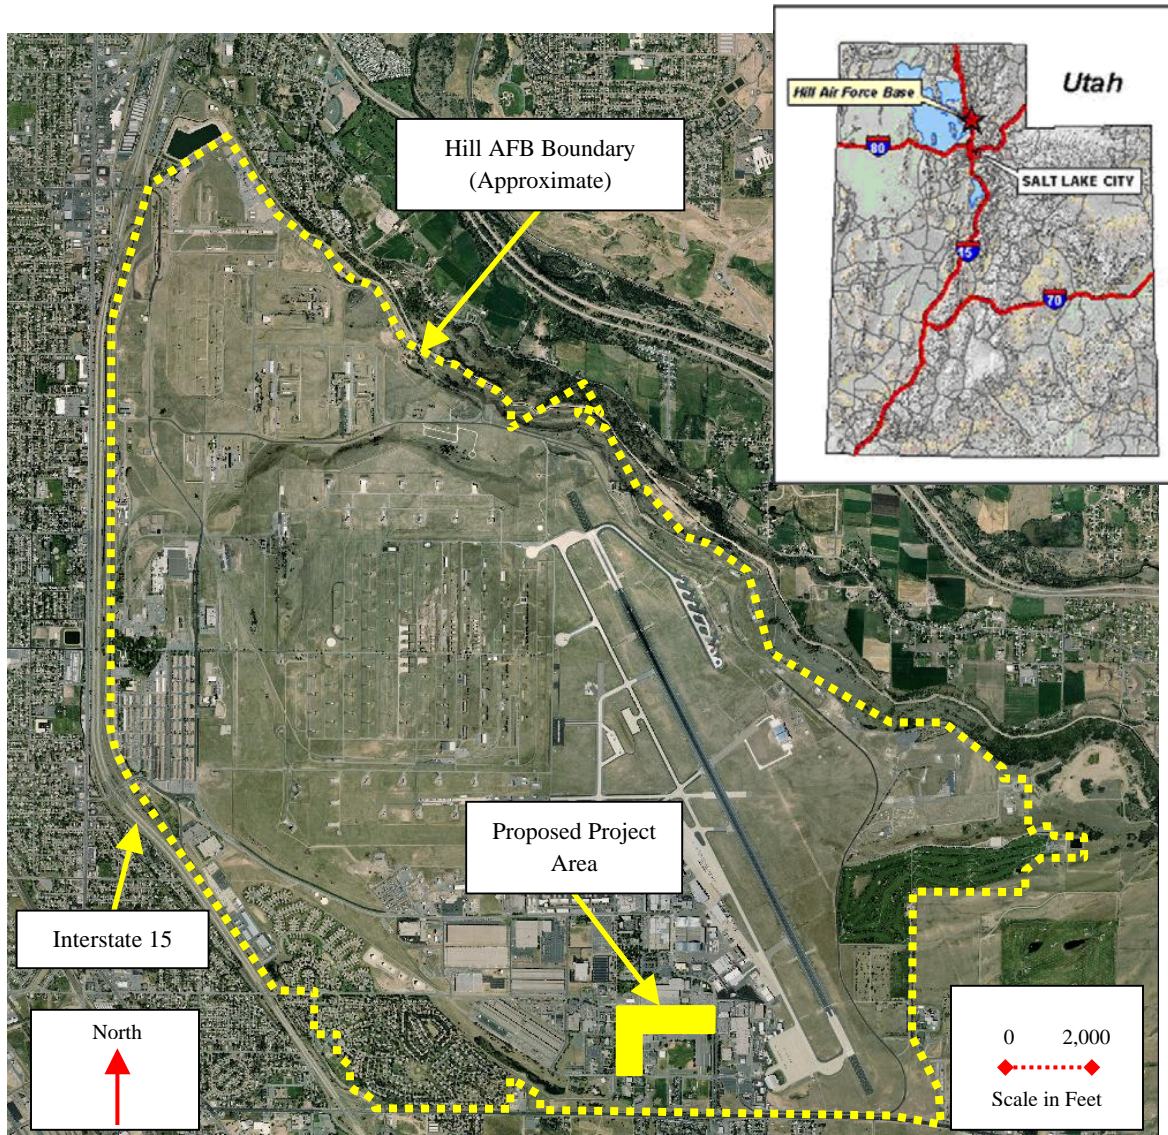 Utah
Hill Air Force Base
80
SALT LAKE CITY
15
70
Hill AFB Boundary
(Approximate)
Proposed Project
Area
Interstate 15
North
0 2,000
Scale in Feet